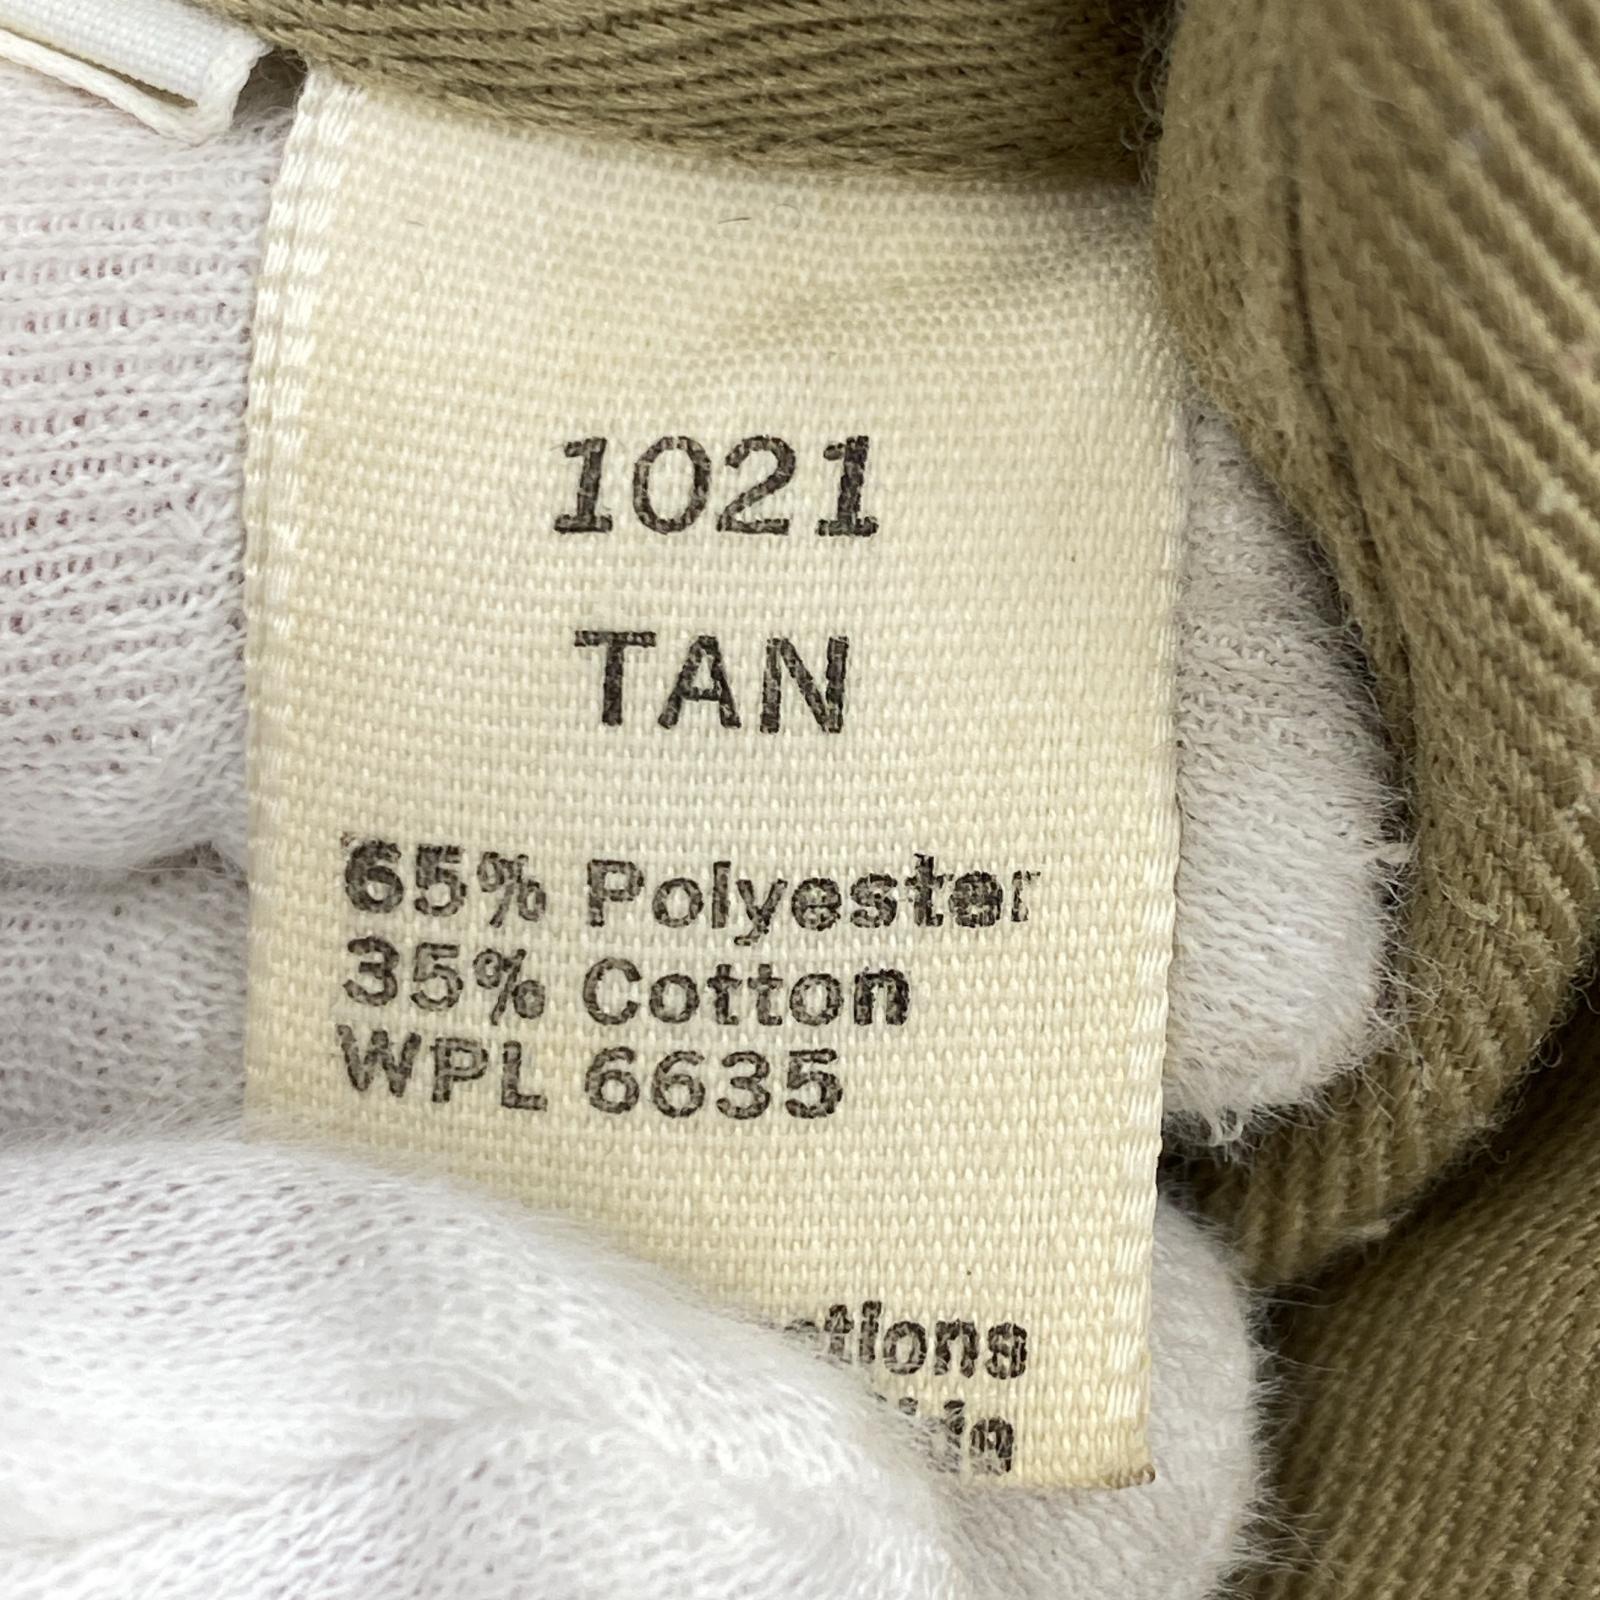 1021
TAN
65% Polyester
35% Cotton
WPL 6635